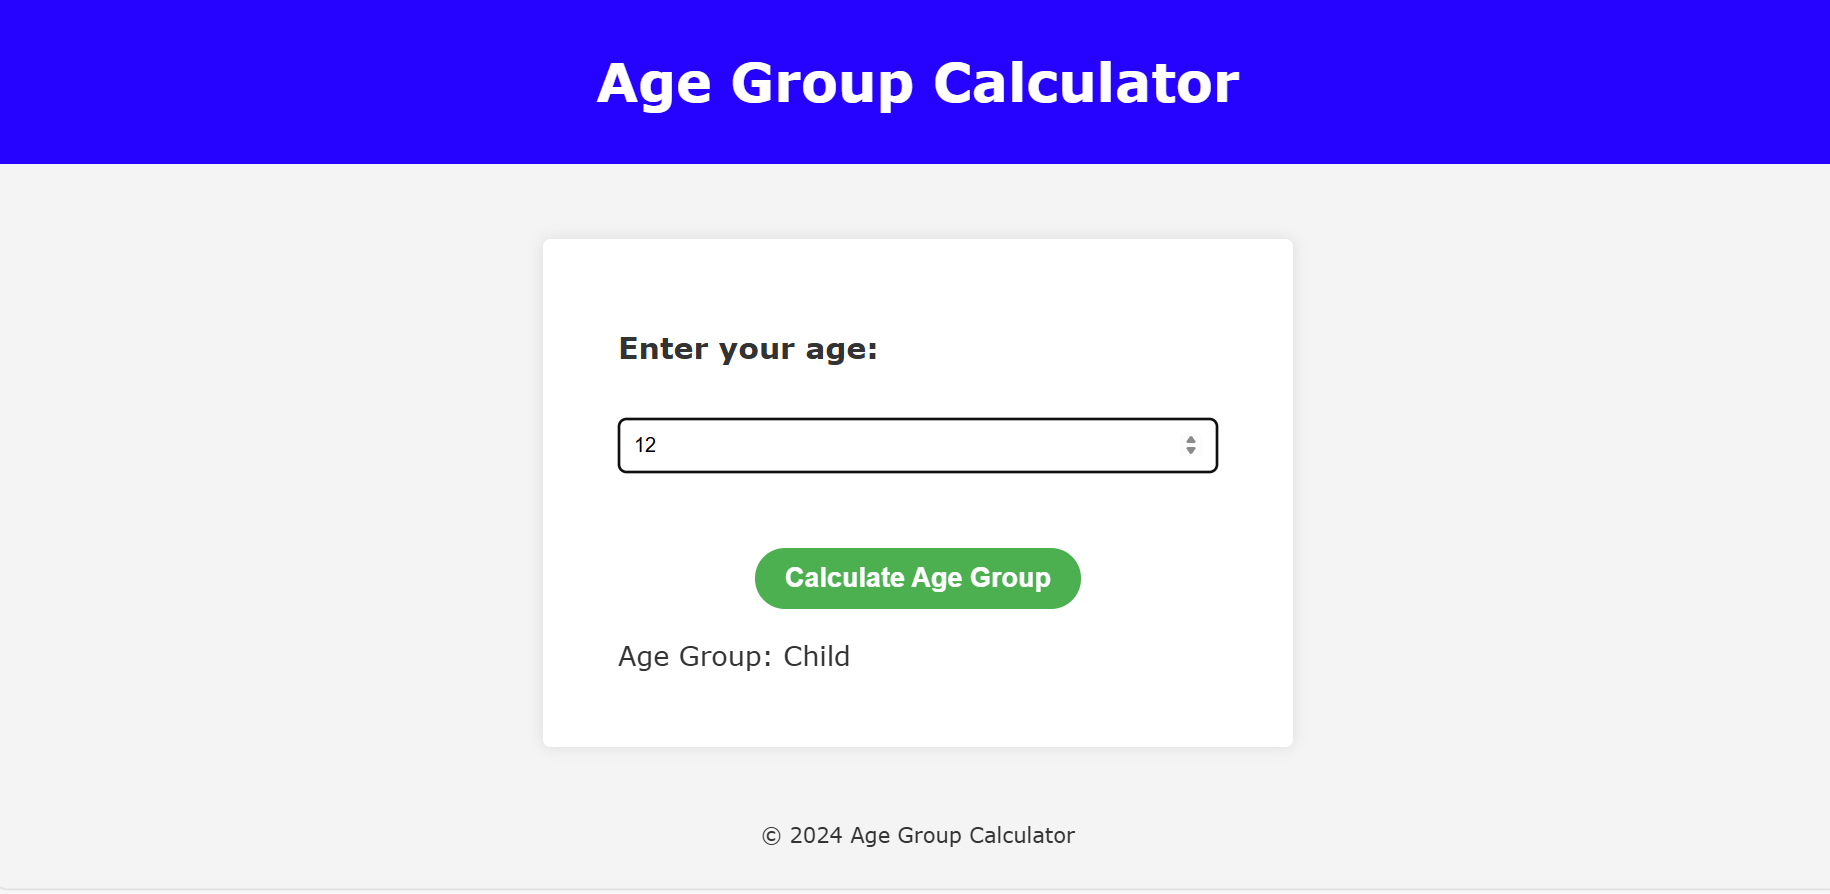 Age Group Calculator
Enter your age:
12
Calculate Age Group
Age Group: Child
© 2024 Age Group Calculator